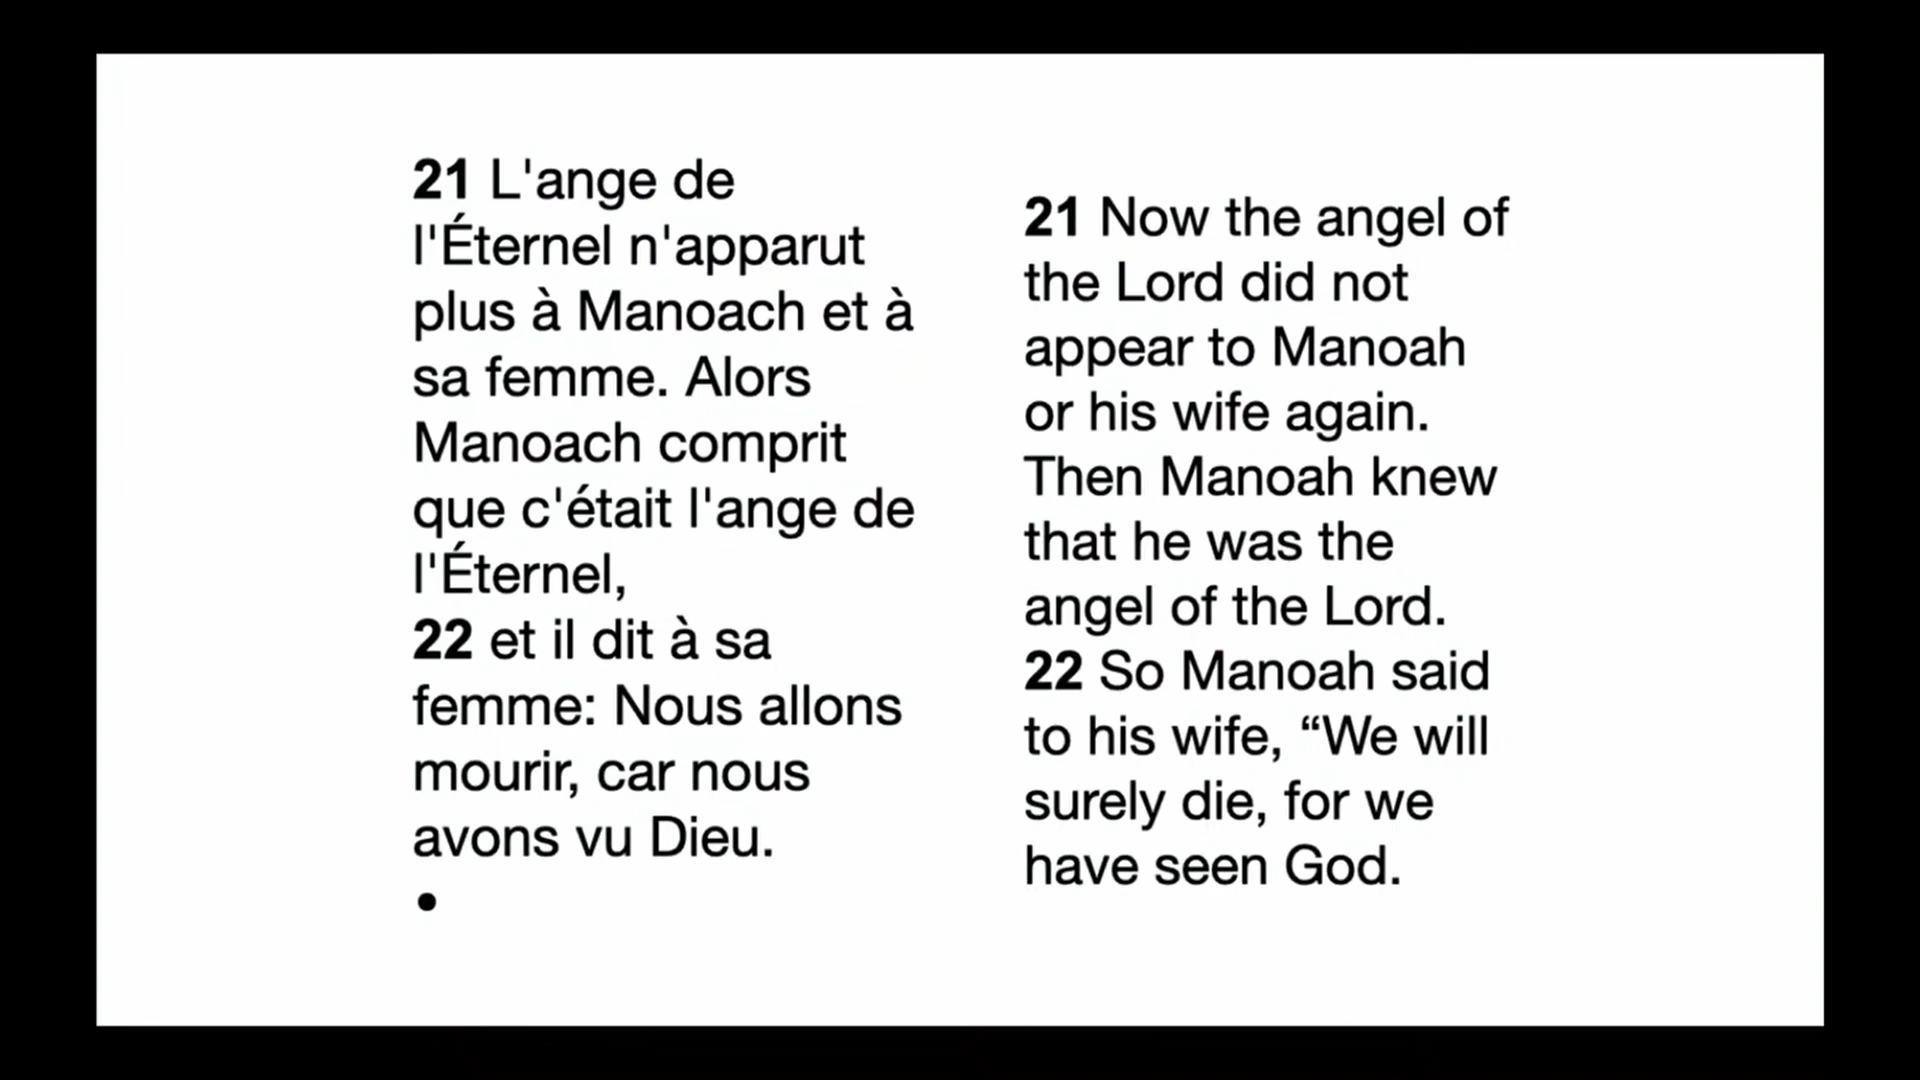 21 L'ange de
l'Éternel n'apparut
plus à Manoach et à
sa femme. Alors
Manoach comprit
que c'était l'ange de
l'Éternel,
22 et il dit à sa
femme: Nous allons
mourir, car nous
avons vu Dieu.
•
21 Now the angel of
the Lord did not
appear to Manoah
or his wife again.
Then Manoah knew
that he was the
angel of the Lord.
22 So Manoah said
to his wife, “We will
surely die, for we
have seen God.